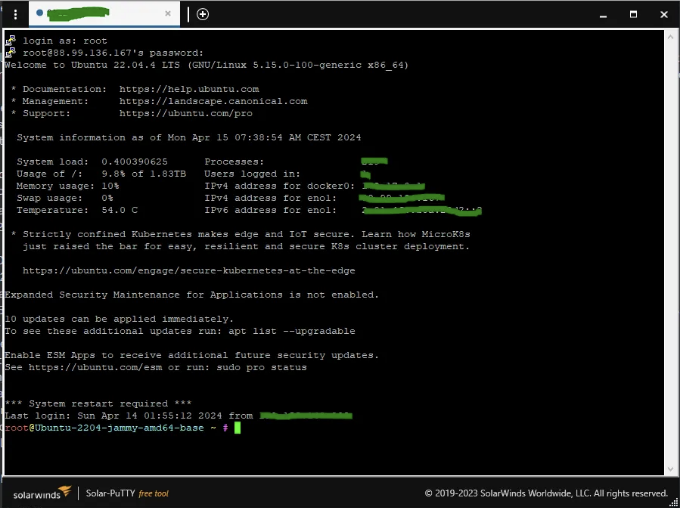 login as: root
root@88.99.136.167's password:
Welcome to Ubuntu 22.04.4 LTS (GNU/Linux 5.15.0-100-generic x86_64)
* Documentation: https://help.ubuntu.com
* Management: https://landscape.canonical.com
* Support: https://ubuntu.com/pro
System information as of Mon Apr 15 07:38:54 AM CEST 2024
System load: 0.400390625 Processes:
Usage of /: 9.8% of 1.83TB Users logged in:
Memory usage: 10% IPv4 address for docker0:
Swap usage: 0% IPv4 address for eno1:
Temperature: 54.0 C IPv6 address for eno1:
* Strictly confined Kubernetes makes edge and IoT secure. Learn how MicroK8s
just raised the bar for easy, resilient and secure K8s cluster deployment.
https://ubuntu.com/engage/secure-kubernetes-at-the-edge
Expanded Security Maintenance for Applications is not enabled.
10 updates can be applied immediately.
To see these additional updates run: apt list --upgradable
Enable ESM Apps to receive additional future security updates.
See https://ubuntu.com/esm or run: sudo pro status
*** System restart required ***
Last login: Sun Apr 14 01:55:12 2024 from
root@Ubuntu-2204-jammy-amd64-base ~ #
solarwinds Solar-PuTTY free tool © 2019-2023 SolarWinds Worldwide, LLC. All rights reserved.